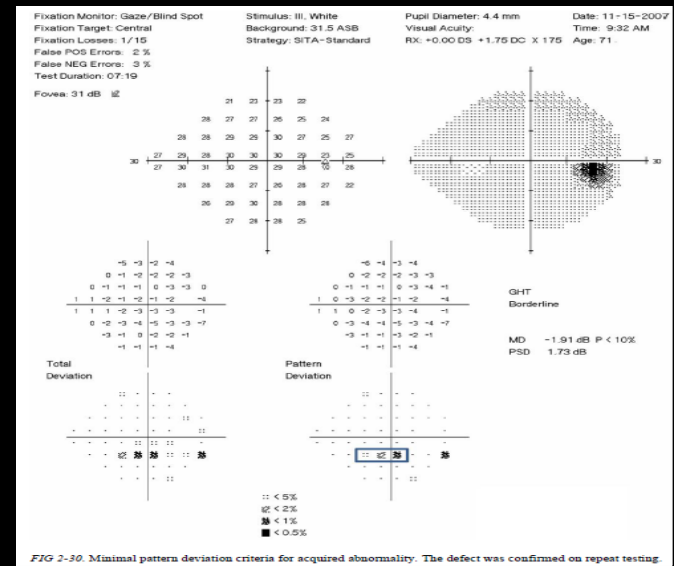 Fixation Monitor: Gaze/Blind Spot
Fixation Target: Central
Fixation Losses: 1/15
False POS Errors: 2 %
False NEG Errors: 3 %
Test Duration: 07:19
Fovea: 31 dB
Stimulus: III, White
Background: 31.5 ASB
Strategy: SITA-Standard
Pupil Diameter: 4.4 mm
Visual Acuity:
RX: +0.00 DS +1.75 DC X 175
Date: 11-15-2007
Time: 9:32 AM
Age: 71
21 23 23 22
28 27 27 26 25 24
28 28 29 29 30 27 25 27
30 27 29 28 30 30 30 29 23 25 30
27 30 31 30 29 29 28 28
28 28 27 26 28 27 22
26 29 30 28 28 28
27 28 28 25
-5 -3 -2 -4
0 -1 -2 -2 -2 -3
0 -1 -1 -1 0 -3 -3 0
1 1 -2 -1 -2 -1 -2 -4
1 1 1 -2 -3 -3 -1
0 -2 -3 -4 -5 -3 -3 -7
-3 -1 0 -2 -2 -1
-1 -1 -1 -4
Total
Deviation
-4 -3 -4
0 -2 -2 -2 -3 -3
0 -1 -1 -1 0 -3 -4 -1
1 0 -3 -2 -2 -1 -2 -4
1 0 -2 -3 -3 -4 -1
0 -3 -4 -4 -3 -4 -7
-3 -1 -1 -3 -2 -1
-1 -1 -1 -4
Pattern
Deviation
GHT
Borderline
MD -1.91 dB P < 10%
PSD 1.73 dB
< 5%
< 2%
< 1%
< 0.5%
FIG 2-30. Minimal pattern deviation criteria for acquired abnormality. The defect was confirmed on repeat testing.